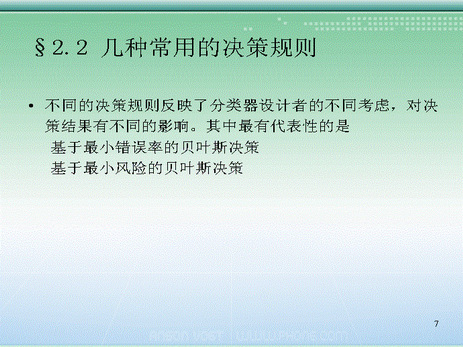 §2.2 几种常用的决策规则
• 不同的决策规则反映了分类器设计者的不同考虑，对决
策结果有不同的影响。其中最有代表性的是
基于最小错误率的贝叶斯决策
基于最小风险的贝叶斯决策
7